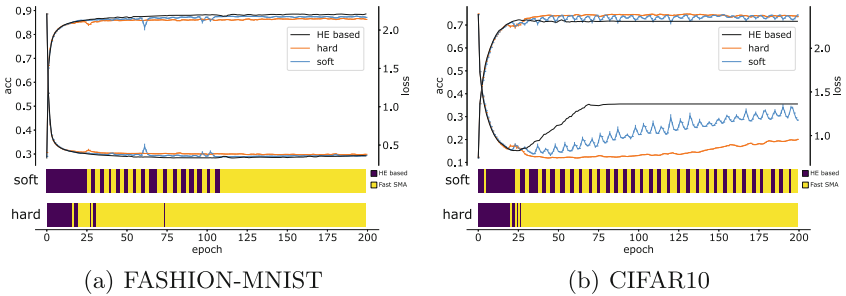 0.9
0.8
0.7
0.6
0.5
0.4
0.3
acc
2.0
1.5
1.0
0.5
loss
HE based
hard
soft
soft
HE based
Fast SMA
hard
0 25 50 75 100 125 150 175 200
epoch
(a) FASHION-MNIST
0.7
0.6
0.5
0.4
0.3
0.2
0.1
acc
2.0
1.5
1.0
loss
HE based
hard
soft
soft
HE based
Fast SMA
hard
0 25 50 75 100 125 150 175 200
epoch
(b) CIFAR10